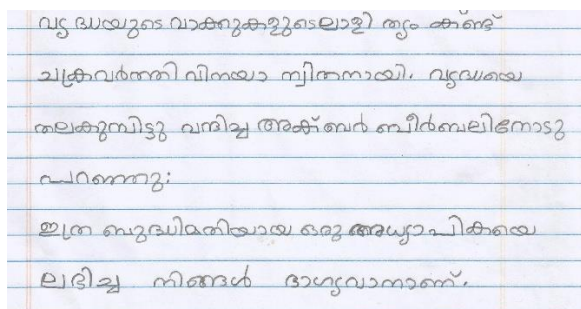 വൃദ്ധയുടെ വാക്കുകളുടെലാളി ത്യം കണ്ട്
ചക്രവർത്തി വിനയാ ന്വിതനായി. വൃദ്ധയെ
തലകുമ്പിട്ടു വന്ദിച്ച അക്ബർ ബീർബലിനോടു
പറഞ്ഞു:
ഇത്ര ബുദ്ധിമതിയായ ഒരു അധ്യാപികയെ
ലഭിച്ച നിങ്ങൾ ഭാഗ്യവാനാണ്.